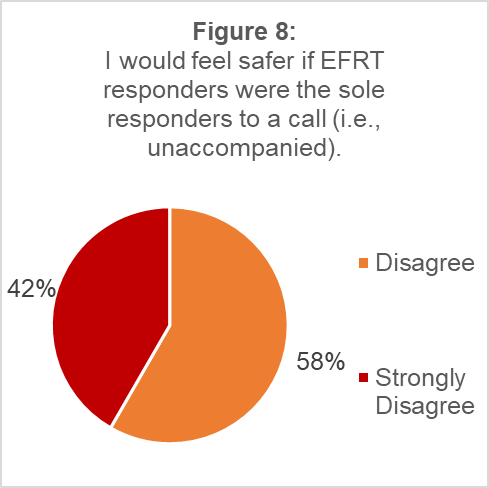 Figure 8:
I would feel safer if EFRT
responders were the sole
responders to a call (i.e.,
unaccompanied).
42%
58%
Disagree
Strongly
Disagree